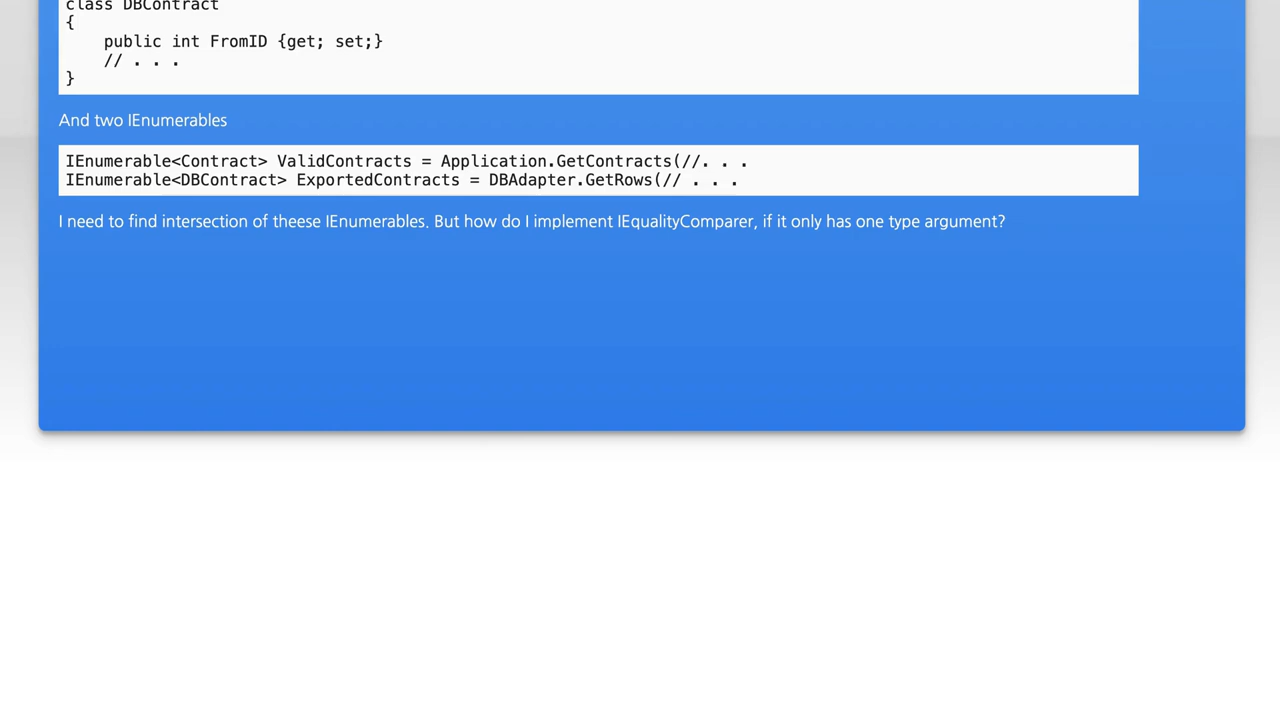 class DBContract
{
    public int FromID {get; set;}
    // . . .
}
And two IEnumerables
IEnumerable<Contract> ValidContracts = Application.GetContracts(//. . .
IEnumerable<DBContract> ExportedContracts = DBAdapter.GetRows(// . . .
I need to find intersection of theese IEnumerables. But how do I implement IEqualityComparer, if it only has one type argument?